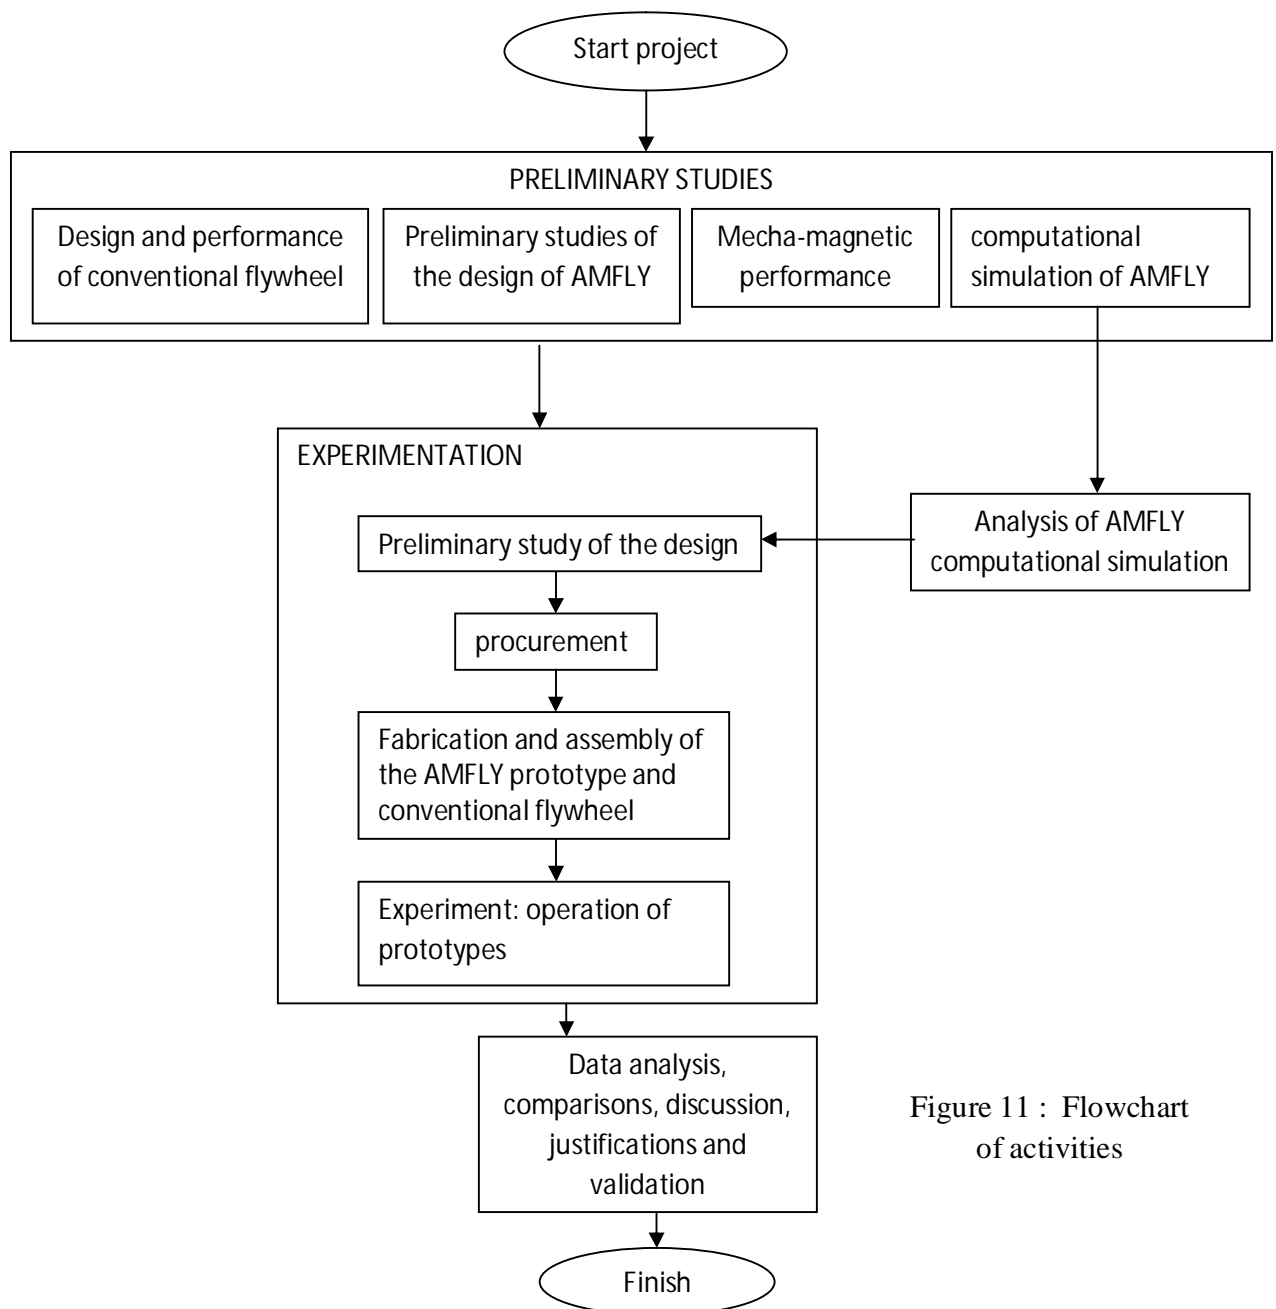 Start project
PRELIMINARY STUDIES
Design and performance
of conventional flywheel
Preliminary studies of
the design of AMFLY
Mecha-magnetic
performance
computational
simulation of AMFLY
EXPERIMENTATION
Preliminary study of the design
Analysis of AMFLY
computational simulation
procurement
Fabrication and assembly of
the AMFLY prototype and
conventional flywheel
Experiment: operation of
prototypes
Data analysis,
comparisons, discussion,
justifications and
validation
Figure 11 : Flowchart
of activities
Finish